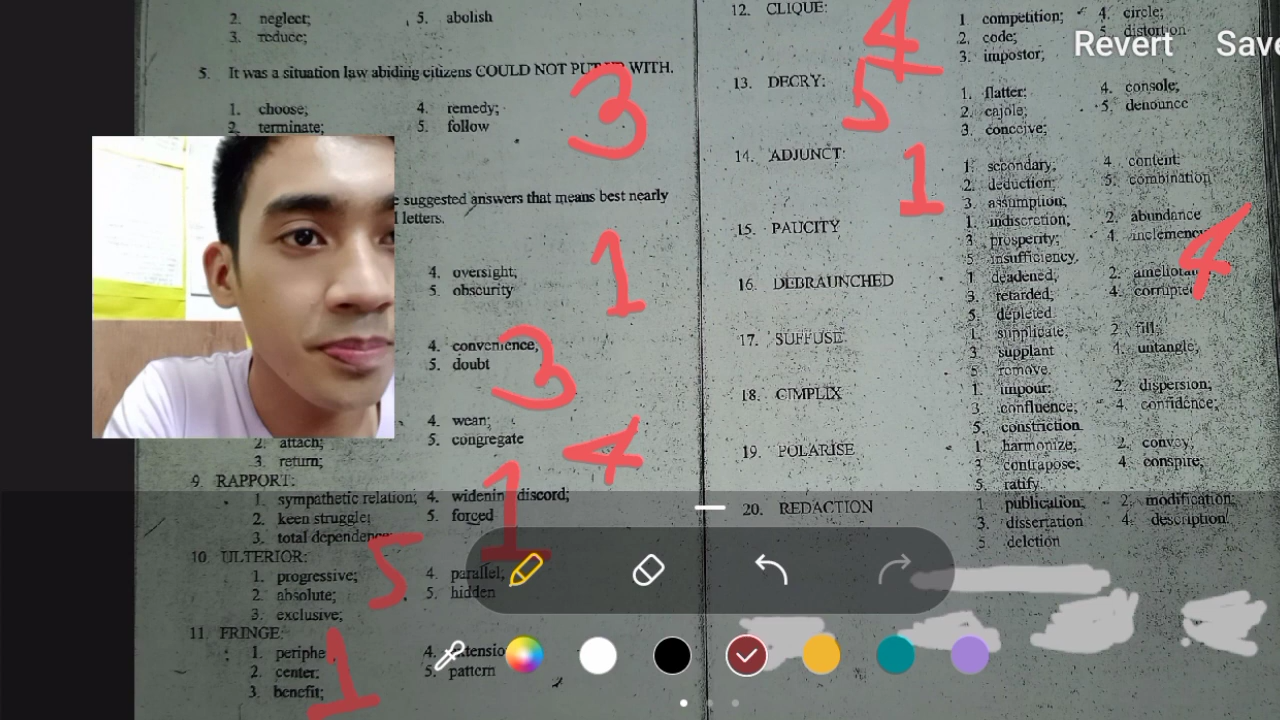 2. neglect; 5. abolish
3. reduce;
5. It was a situation law abiding citizens COULD NOT PUT UP WITH.
3
1. choose; 4. remedy;
2. terminate; 5. follow
suggested answers that means best nearly
letters.
4. oversight;
5. obscurity
1
4. convenience,
5. doubt
3
4. wean;
2. attach; 5. congregate
3. return;
4
9. RAPPORT:
1. sympathetic relation; 4. discord;
2. keen struggle; 5. forced
3. total dependence
1
10 ULTERIOR:
5
1. progressive; 4. parallel;
2. absolute; 5. hidden
3. exclusive;
11. FRINGE:
1. 4.
2. center; 5. pattern
3. benefit;
1
12. CLIQUE:
4
1 competition; 4. circle;
2. code; 5. distortion
3. impostor;
13. DECRY:
5
1. flatter; 4. console;
2. cajole; 5. denounce
3. conceive;
14. ADJUNCT:
1
1. secondary; 4 content;
2. deduction; 5. combination
3. assumption;
15. PAUCITY
1. indiscretion; 2. abundance
3. prosperity; 4. inclemency
5. insufficiency,
16. DEBRAUNCHED
4
1 deadened; 2.
3. retarded; 4.
5. depleted
17. SUFFUSE
1. supplicate, 2 fill;
3 supplant 4. untangle;
5. remove
18. CIMPLIX
1. inpour; 2. dispersion;
3. confluence; 4. confidence;
5. constriction
19. POLARISE
1. harmonize; 2. convoy;
3. contrapose; 4. conspire;
5. ratify
20. REDACTION
1 publication; 2. modification;
3. dissertation 4. description;
5. deletion
Revert Save